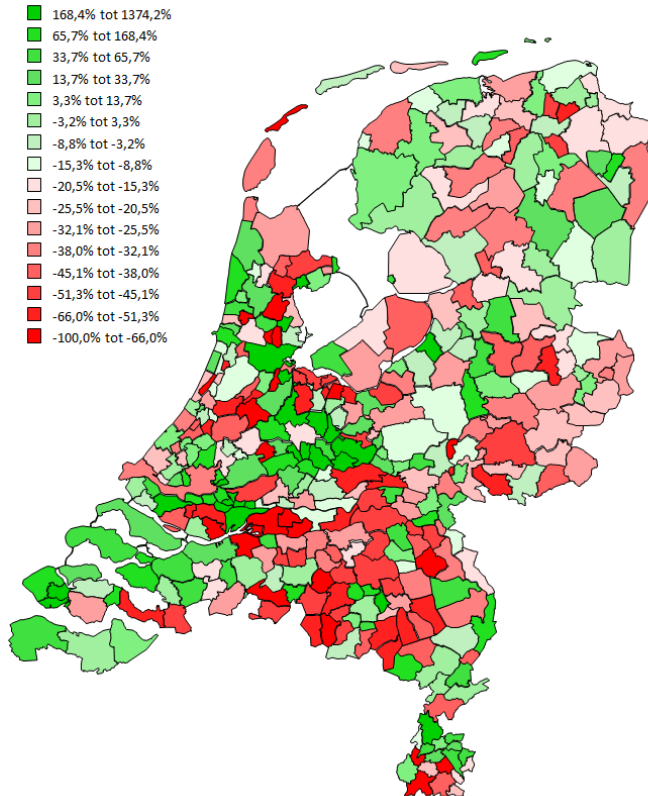 168,4% tot 1374,2%
65,7% tot 168,4%
33,7% tot 65,7%
13,7% tot 33,7%
3,3% tot 13,7%
-3,2% tot 3,3%
-8,8% tot -3,2%
-15,3% tot -8,8%
-20,5% tot -15,3%
-25,5% tot -20,5%
-32,1% tot -25,5%
-38,0% tot -32,1%
-45,1% tot -38,0%
-51,3% tot -45,1%
-66,0% tot -51,3%
-100,0% tot -66,0%